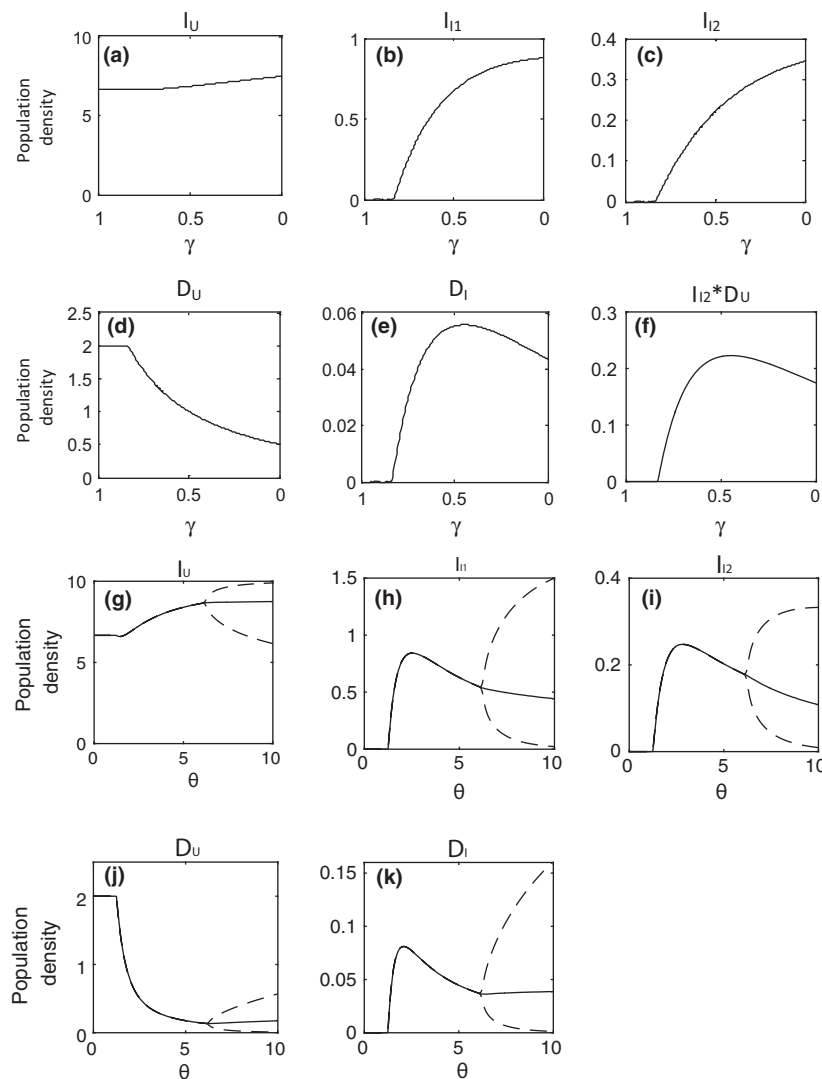 I_U I_I1 I_I2
10 (a) 1 (b) 0.4 (c)
0.3
5 0.5 0.2
0.1
0 0 0
1 0.5 0 1 0.5 0 1 0.5 0
Population density
γ γ γ
D_U D_I I_I2*D_U
2.5 (d) 0.06 (e) 0.3 (f)
2
1.5 0.04 0.2
1
0.02 0.1
0.5
0 0 0
1 0.5 0 1 0.5 0 1 0.5 0
Population density
γ γ γ
I_U I_I1 I_I2
10 (g) 1.5 (h) 0.4 (i)
1
5 0.2
0.5
0 0 0
0 5 10 0 5 10 0 5 10
Population density
θ θ θ
D_U D_I
(j) 0.15 (k)
2
0.1
1
0.05
0 0
0 5 10 0 5 10
Population density
θ θ